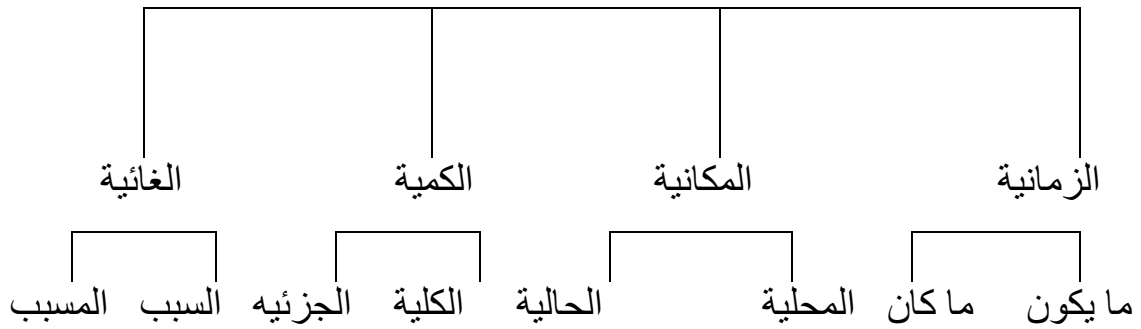 الزمانية المكانية الكمية الغائية
ما يكون ما كان المحلية الحالية الكلية الجزئيه السبب المسبب